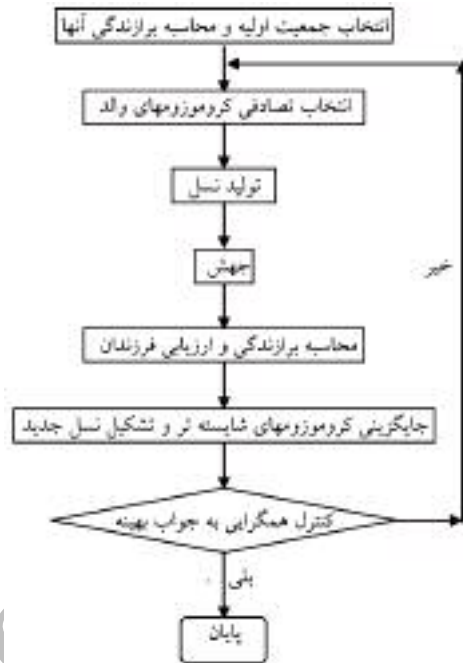 انتخاب جمعیت اولیه و محاسبه برازندگی آنها
انتخاب تصادفی کروموزومهای والد
تولید نسل
جهش
خیر
محاسبه برازندگی و ارزیابی فرزندان
جایگزینی کروموزومهای شایسته تر و تشکیل نسل جدید
کنترل همگرایی به جواب بهینه
بلی
پایان